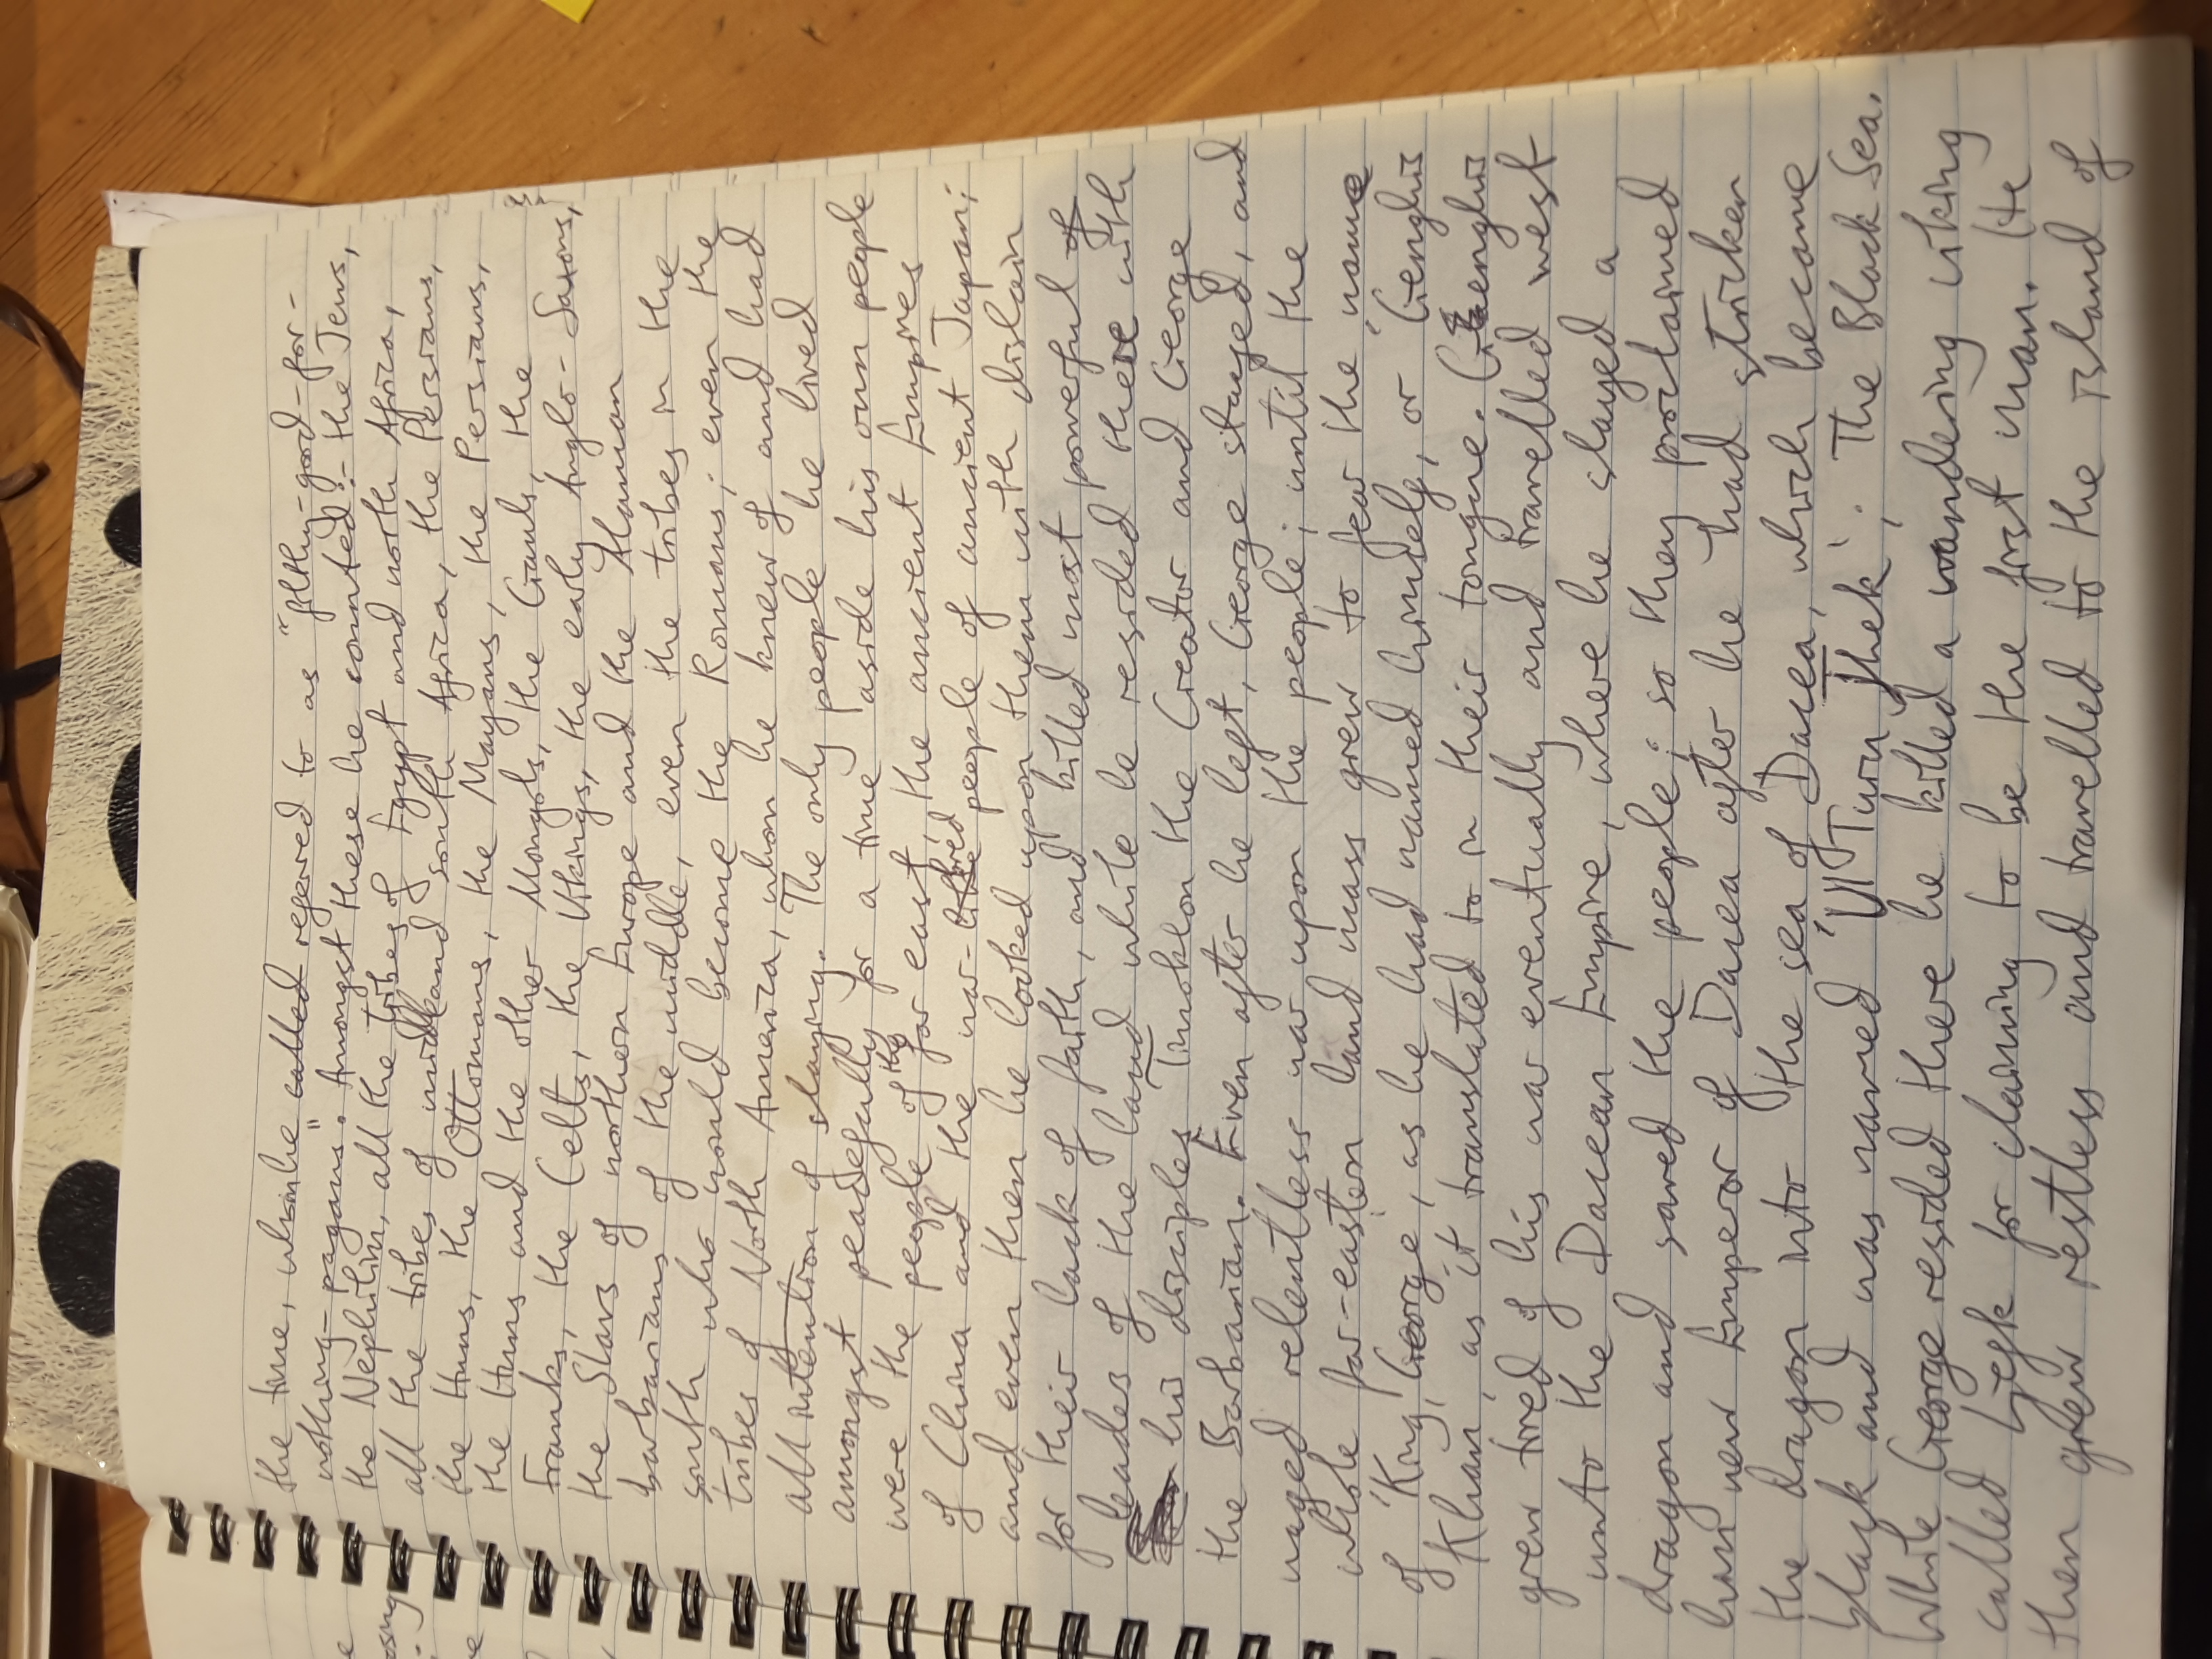 the time, whom he called referred to as "filthy-good-for-
nothing-pagans". Amongst these he counted:- the Jews,
the Nephilim, all the tribes of Egypt and north Africa,
all the tribes of middle and south Africa, the Persians,
the Huns, the Ottomans, the Mayans, the Persians,
the Huns and the other Mongols, the Gauls, the
Franks, the Celts, the Vikings, the early Anglo-Saxons,
the Slavs of northern Europe and the Alaman
barbarians of the middle, even the tribes in the
south who would become the Romans; even the
tribes of North America, whom he knew of and had
all intention of slaying. The only people he lived
amongst peacefully for a time aside his own people
were the people of the far east, the ancient Empires
of China and the war-like bred people of ancient Japan;
and even then he looked upon them with disdain
for their lack of faith, and killed most powerful of
leaders of the land while he resided there with
his disciples Timoklon the Creator and George
the Barbarian. Even after he left, George stayed, and
waged relentless war upon the people; until the
whole far-eastern land mass grew to fear the name
of 'King George', as he had named himself, or 'Genghis
Khan', as it translated to in their tongue. Genghis
grew tired of his war eventually and travelled west
unto the Dacean Empire, where he slayed a
dragon and saved the people; so they proclaimed
him new Emperor of Dacea after he had stricken
the dragon into the sea of Dacea, which became
black and was named 'Ul Turn Jhek'; The Black Sea.
While George resided there he killed a wandering viking
called Ljefk for claiming to be the first man. He
then grew restless and travelled to the island of